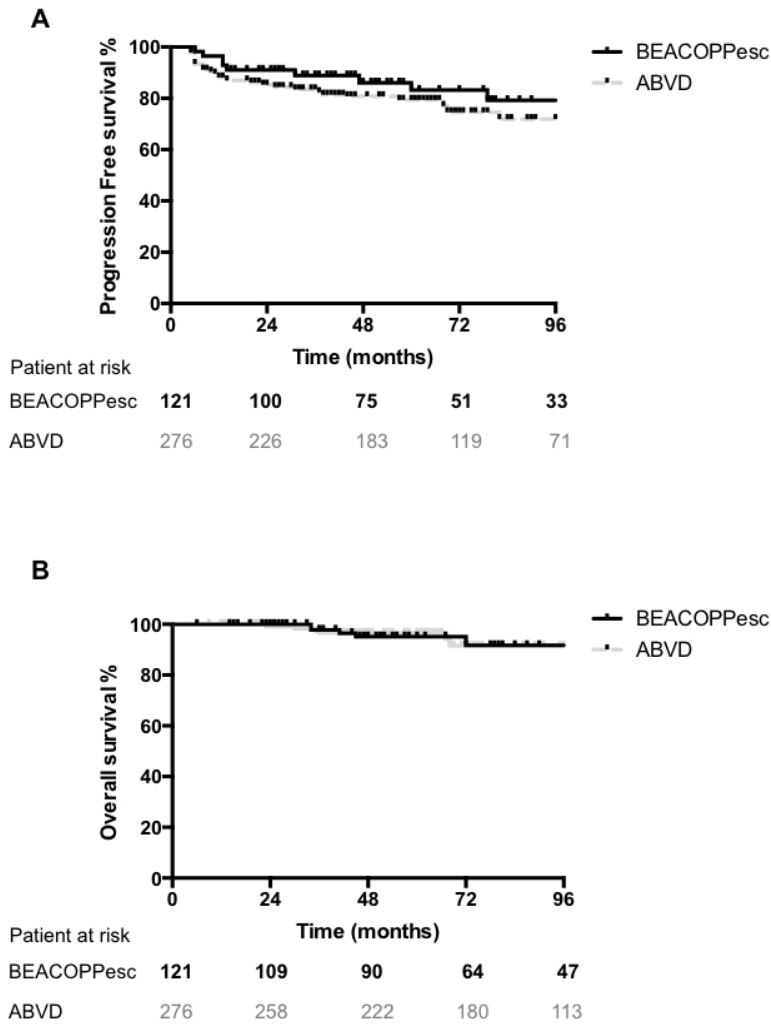 A
Progression Free survival %
100
80
60
40
20
0
0 24 48 72 96
Time (months)
BEACOPPesc
ABVD
Patient at risk
BEACOPPesc 121 100 75 51 33
ABVD 276 226 183 119 71
B
Overall survival %
100
80
60
40
20
0
0 24 48 72 96
Time (months)
BEACOPPesc
ABVD
Patient at risk
BEACOPPesc 121 109 90 64 47
ABVD 276 258 222 180 113